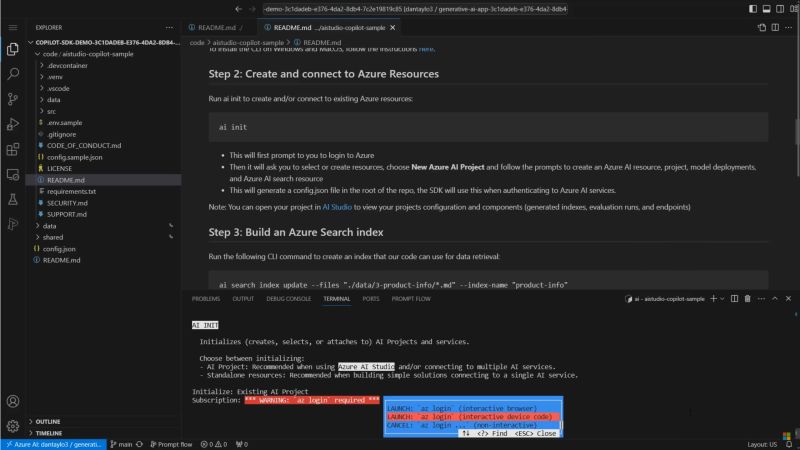 -demo-3c1dadeb-e376-4da2-8db4-7c2e19819c85 (dantaylo3) / generative-ai-app-3c1dadeb-e376-4da2-8db4
EXPLORER
README.md .../
README.md .../aistudio-copilot-sample
COPILOT-SDK-DEMO-3C1DADEB-E376-4DA2-8DB4-...
code / aistudio-copilot-sample
.devcontainer
.venv
.vscode
data
src
.env.sample
.gitignore
CODE_OF_CONDUCT.md
config.sample.json
LICENSE
README.md
requirements.txt
SECURITY.md
SUPPORT.md
data
shared
config.json
README.md
OUTLINE
TIMELINE
code > aistudio-copilot-sample > README.md
To install the CLI on Windows and MacOS, follow the instructions here.
Step 2: Create and connect to Azure Resources
Run ai init to create and/or connect to existing Azure resources:
ai init
• This will first prompt to you to login to Azure
• Then it will ask you to select or create resources, choose New Azure AI Project and follow the prompts to create an Azure AI resource, project, model deployments,
and Azure AI search resource
• This will generate a config.json file in the root of the repo, the SDK will use this when authenticating to Azure AI services.
Note: You can open your project in AI Studio to view your projects configuration and components (generated indexes, evaluation runs, and endpoints)
Step 3: Build an Azure Search index
Run the following CLI command to create an index that our code can use for data retrieval:
ai search index update --files "./data/3-product-info/*.md" --index-name "product-info"
PROBLEMS OUTPUT DEBUG CONSOLE TERMINAL PORTS PROMPT FLOW
ai - aistudio-copilot-sample
AI INIT
Initializes (creates, selects, or attaches to) AI Projects and services.
Choose between initializing:
- AI Project: Recommended when using Azure AI Studio and/or connecting to multiple AI services.
- Standalone resources: Recommended when building simple solutions connecting to a single AI service.
Initialize: Existing AI Project
Subscription: *** WARNING: `az login` required ***
LAUNCH: `az login` (interactive browser)
LAUNCH: `az login` (interactive device code)
CANCEL: `az login ...` (non-interactive)
↑↓ <?> Find <ESC> Close
Azure AI: dantaylo3 / generati... main Prompt flow 0 0 0 Layout: US